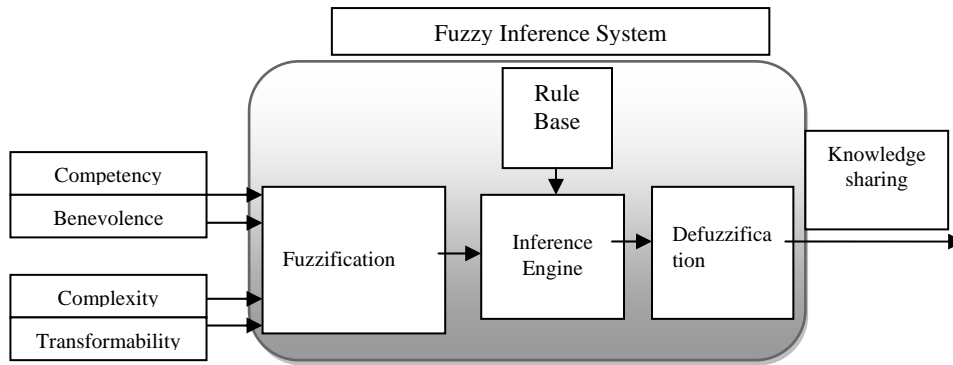 Fuzzy Inference System
Rule
Base
Knowledge
sharing
Competency
Benevolence
Fuzzification
Inference
Engine
Defuzzifica
tion
Complexity
Transformability